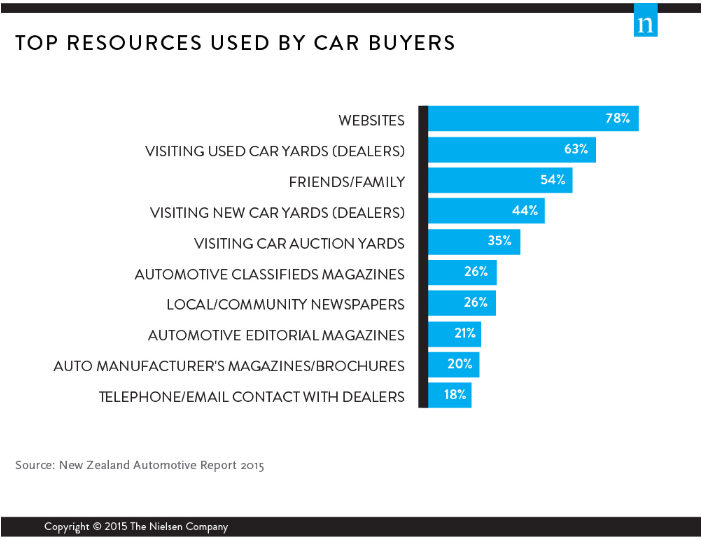 n
TOP RESOURCES USED BY CAR BUYERS
WEBSITES 78%
VISITING USED CAR YARDS (DEALERS) 63%
FRIENDS/FAMILY 54%
VISITING NEW CAR YARDS (DEALERS) 44%
VISITING CAR AUCTION YARDS 35%
AUTOMOTIVE CLASSIFIEDS MAGAZINES 26%
LOCAL/COMMUNITY NEWSPAPERS 26%
AUTOMOTIVE EDITORIAL MAGAZINES 21%
AUTO MANUFACTURER'S MAGAZINES/BROCHURES 20%
TELEPHONE/EMAIL CONTACT WITH DEALERS 18%
Source: New Zealand Automotive Report 2015
Copyright © 2015 The Nielsen Company